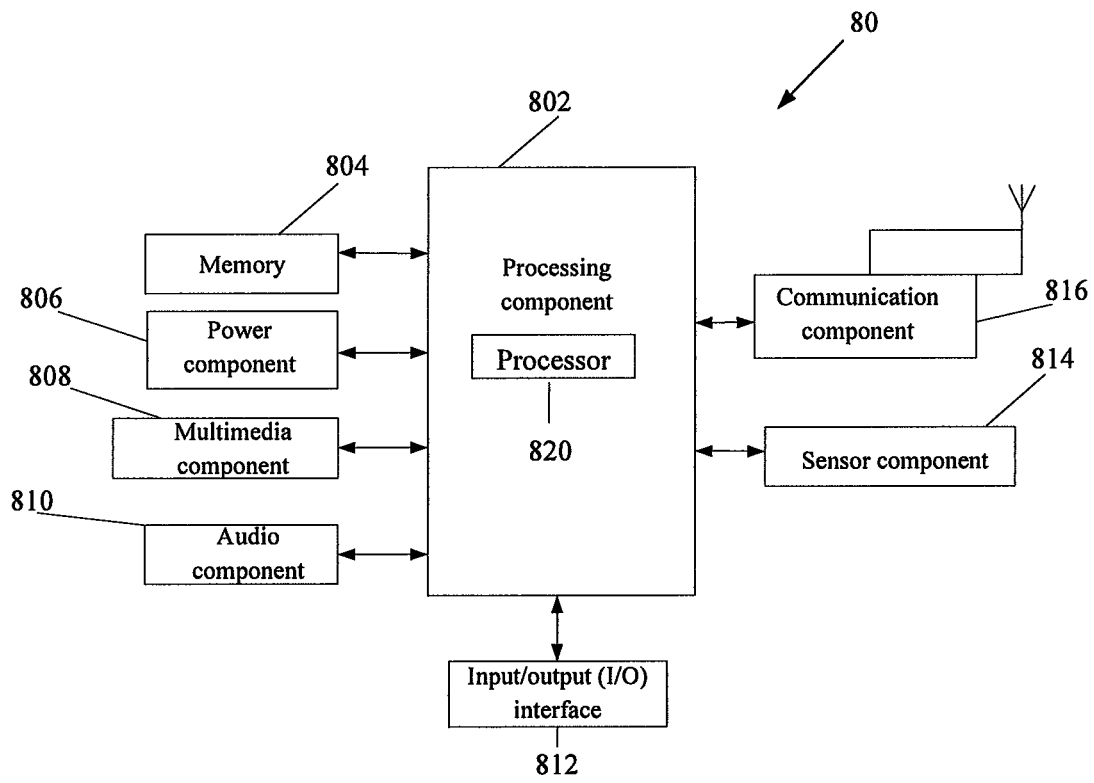 80
802
804
Memory
Processing
component
Communication
component
816
806
Power
component
Processor
808
814
Multimedia
component
820
Sensor component
810
Audio
component
Input/output (I/O)
interface
812